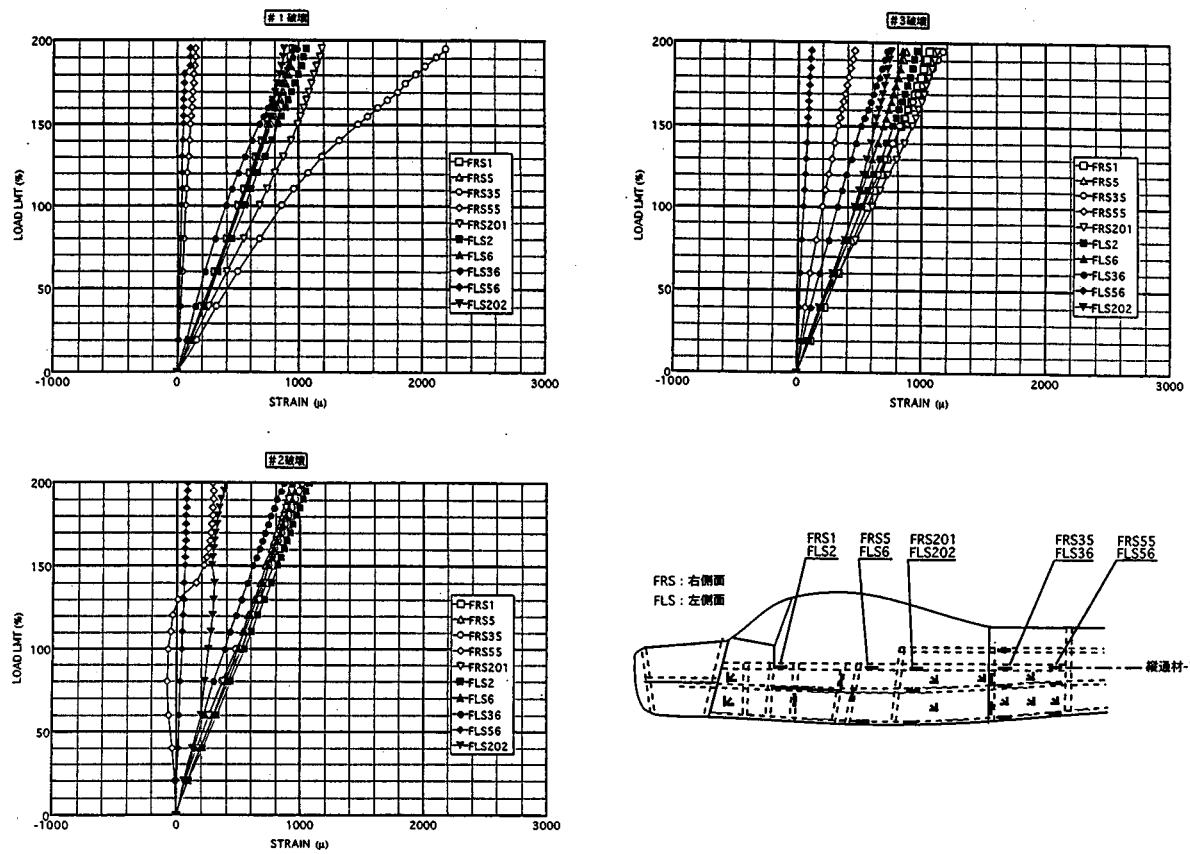 #1破壊
200
150
100
50
0
LOAD LMT (%)
-1000 0 1000 2000 3000
STRAIN (μ)
FRS1
FRS5
FRS35
FRS55
FRS201
FLS2
FLS6
FLS36
FLS56
FLS202
#3破壊
200
150
100
50
0
LOAD LMT (%)
-1000 0 1000 2000 3000
STRAIN (μ)
FRS1
FRS5
FRS35
FRS55
FRS201
FLS2
FLS6
FLS36
FLS56
FLS202
#2破壊
200
150
100
50
0
LOAD LMT (%)
-1000 0 1000 2000 3000
STRAIN (μ)
FRS1
FRS5
FRS35
FRS55
FRS201
FLS2
FLS6
FLS36
FLS56
FLS202
FRS1 FRS5 FRS201 FRS35 FRS55
FLS2 FLS6 FLS202 FLS36 FLS56
FRS : 右側面
FLS : 左側面
縦通材